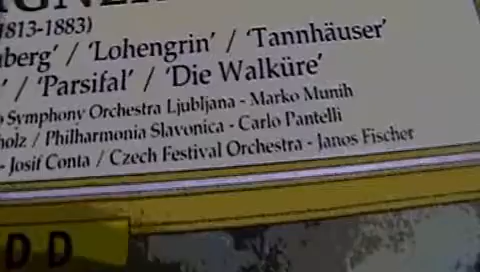 (1813-1883)
berg' / 'Lohengrin' / 'Tannhäuser'
' / 'Parsifal' / 'Die Walküre'
Symphony Orchestra Ljubljana - Marko Munih
holz / Philharmonia Slavonica - Carlo Pantelli
- Josif Conta / Czech Festival Orchestra - Janos Fischer
D D